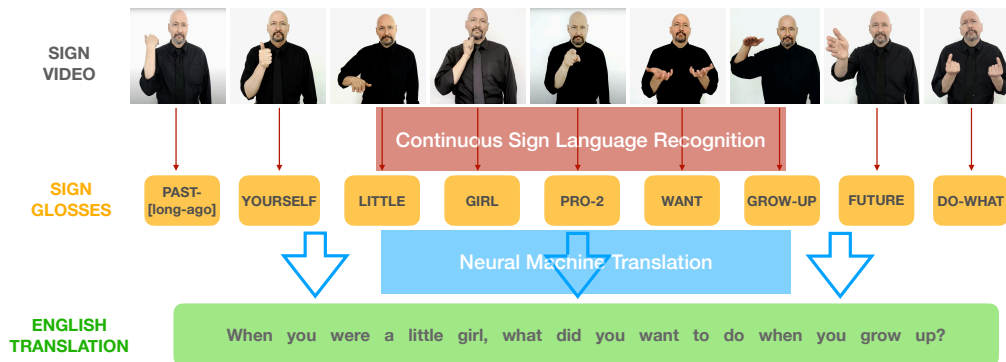 SIGN
VIDEO
Continuous Sign Language Recognition
SIGN
GLOSSES
PAST-
[long-ago]
YOURSELF
LITTLE
GIRL
PRO-2
WANT
GROW-UP
FUTURE
DO-WHAT
Neural Machine Translation
ENGLISH
TRANSLATION
When you were a little girl, what did you want to do when you grow up?